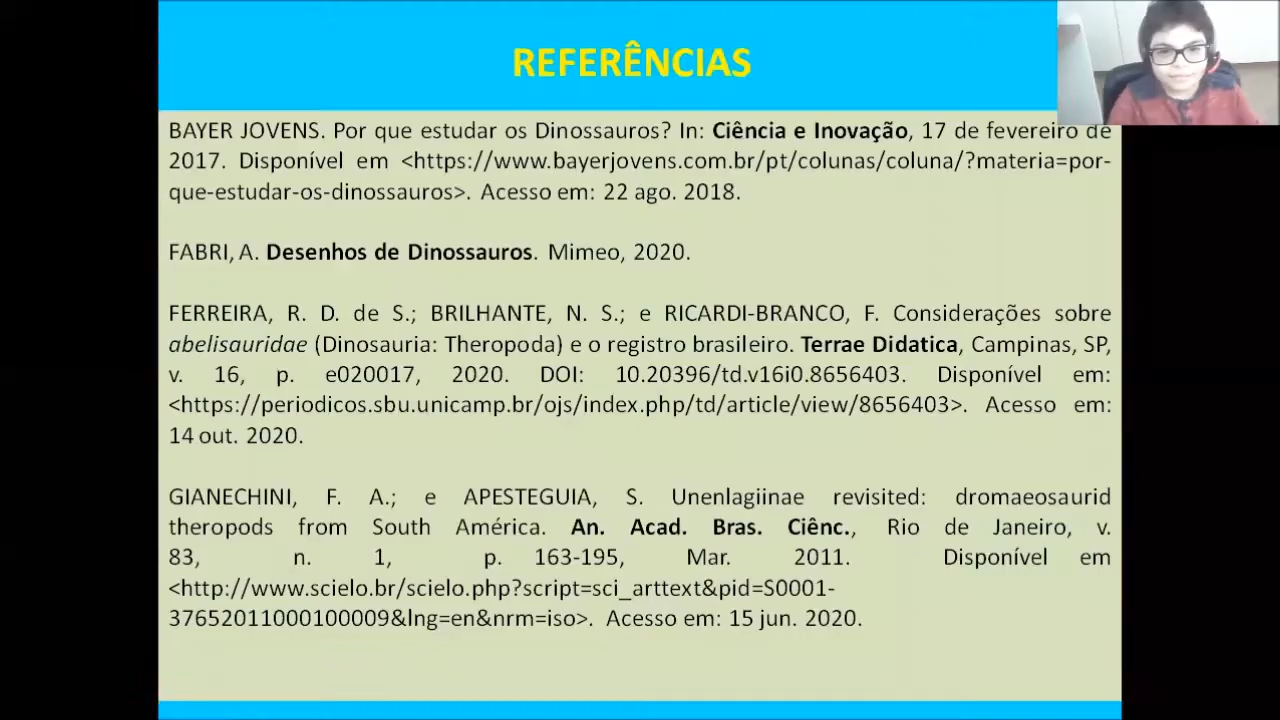 REFERÊNCIAS
BAYER JOVENS. Por que estudar os Dinossauros? In: Ciência e Inovação, 17 de fevereiro de
2017. Disponível em <https://www.bayerjovens.com.br/pt/colunas/coluna/?materia=por-
que-estudar-os-dinossauros>. Acesso em: 22 ago. 2018.
FABRI, A. Desenhos de Dinossauros. Mimeo, 2020.
FERREIRA, R. D. de S.; BRILHANTE, N. S.; e RICARDI-BRANCO, F. Considerações sobre
abelisauridae (Dinosauria: Theropoda) e o registro brasileiro. Terrae Didatica, Campinas, SP,
v. 16, p. e020017, 2020. DOI: 10.20396/td.v16i0.8656403. Disponível em:
<https://periodicos.sbu.unicamp.br/ojs/index.php/td/article/view/8656403>. Acesso em:
14 out. 2020.
GIANECHINI, F. A.; e APESTEGUIA, S. Unenlagiinae revisited: dromaeosaurid
theropods from South América. An. Acad. Bras. Ciênc., Rio de Janeiro, v.
83, n. 1, p. 163-195, Mar. 2011. Disponível em
<http://www.scielo.br/scielo.php?script=sci_arttext&pid=S0001-
37652011000100009&lng=en&nrm=iso>. Acesso em: 15 jun. 2020.